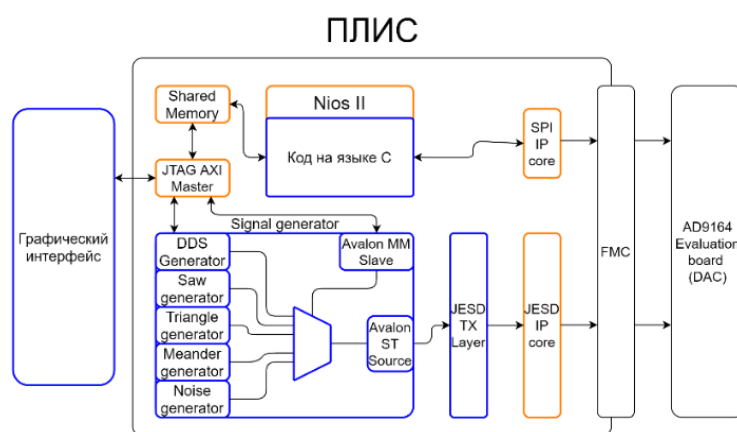 ПЛИС
Shared
Memory
Nios II
Код на языке C
SPI
IP
core
JTAG AXI
Master
Графический
интерфейс
Signal generator
DDS
Generator
Saw
generator
Triangle
generator
Meander
generator
Noise
generator
Avalon MM
Slave
Avalon
ST
Source
JESD
TX
Layer
JESD
IP
core
FMC
AD9164
Evaluation
board
(DAC)